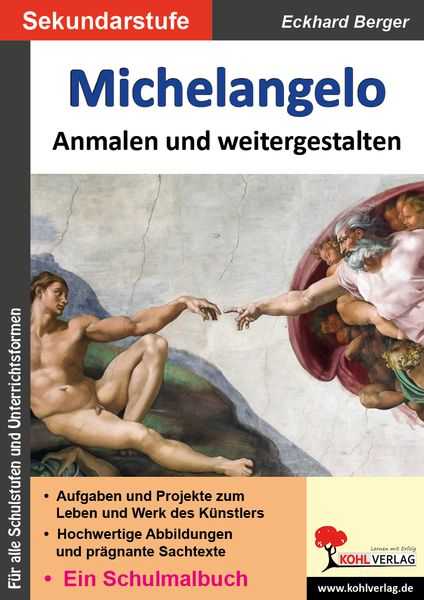 Sekundarstufe
Eckhard Berger
Michelangelo
Anmalen und weitergestalten
Für alle Schulstufen und Unterrichtsformen
• Aufgaben und Projekte zum
Leben und Werk des Künstlers
• Hochwertige Abbildungen
und prägnante Sachtexte
• Ein Schulmalbuch
Lernen mit Erfolg
KOHL VERLAG
www.kohlverlag.de